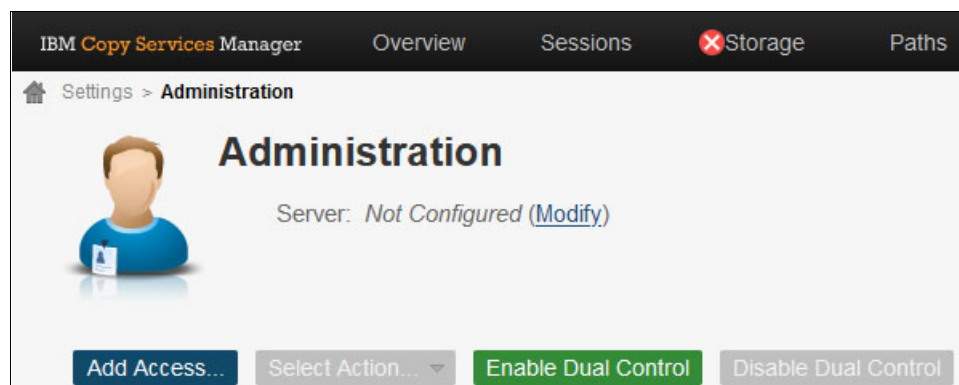 IBM Copy Services Manager Overview Sessions Storage Paths
Settings > Administration
Administration
Server: Not Configured (Modify)
Add Access... Select Action... Enable Dual Control Disable Dual Control